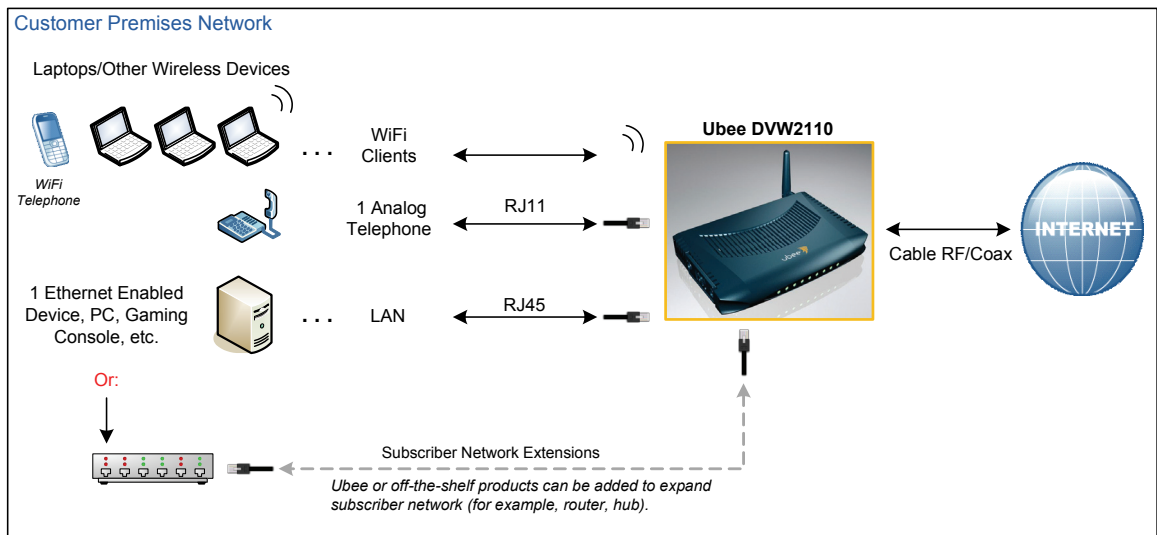 Customer Premises Network
Laptops/Other Wireless Devices
Ubee DVW2110
WiFi
Telephone
. . .
WiFi
Clients
1 Analog
Telephone
RJ11
ubee
INTERNET
Cable RF/Coax
1 Ethernet Enabled
Device, PC, Gaming
Console, etc.
. . .
LAN
RJ45
Or:
Subscriber Network Extensions
Ubee or off-the-shelf products can be added to expand
subscriber network (for example, router, hub).